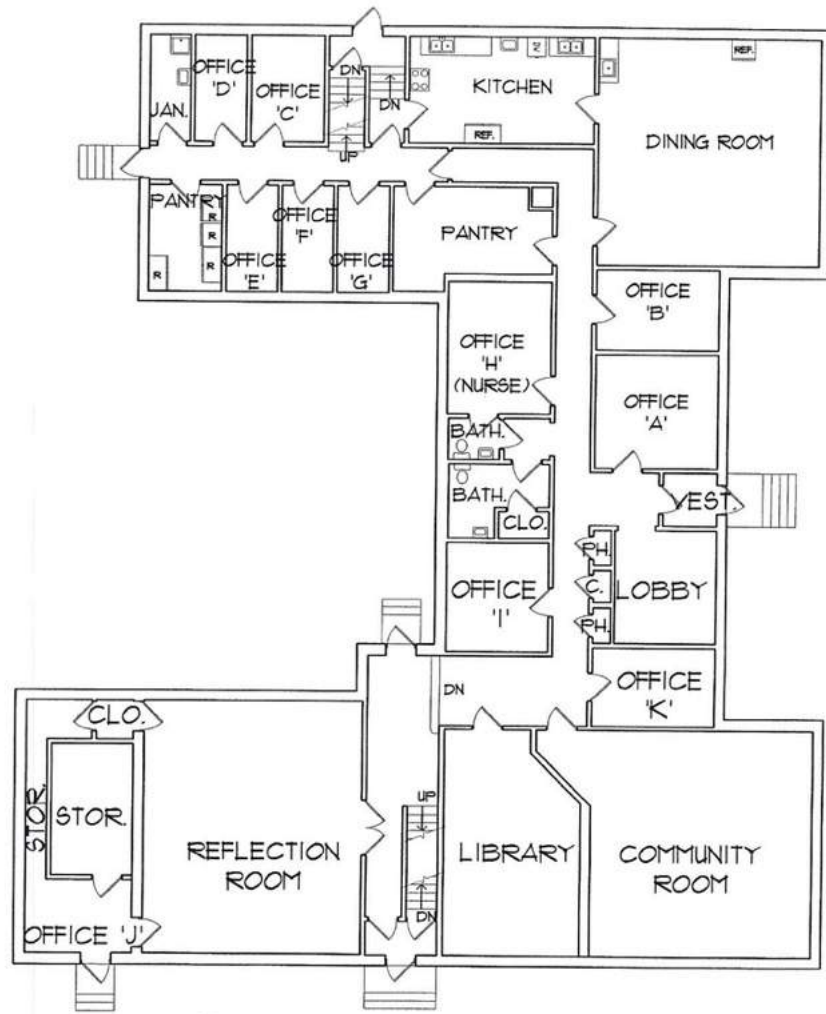 OFFICE
'D'
OFFICE
'C'
DN
DN
UP
JAN.
KITCHEN
REF.
REF.
DINING ROOM
PANTRY
R
R
R
R
OFFICE
'E'
OFFICE
'F'
OFFICE
'G'
PANTRY
OFFICE
'B'
OFFICE
'H'
(NURSE)
OFFICE
'A'
BATH.
BATH.
CLO.
VEST.
PH.
C.
PH.
LOBBY
OFFICE
'I'
DN
OFFICE
'K'
CLO.
STOR.
STOR.
REFLECTION
ROOM
OFFICE 'J'
UP
DN
LIBRARY
COMMUNITY
ROOM